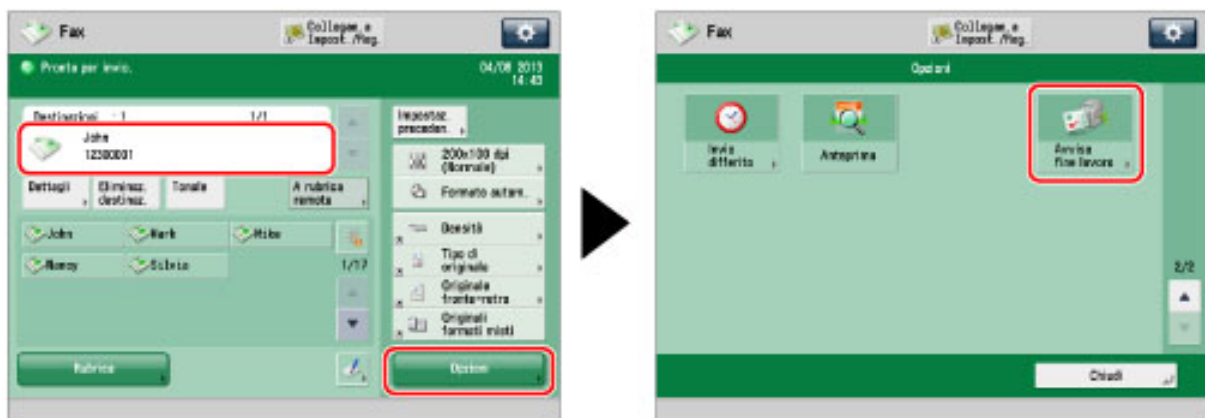 Fax
Collegam. e
Impost./Reg.
Pronta per invio.
04/08 2013
14:43
Destinazioni :1 1/1
John
12300001
Dettagli
Eliminaz.
destinaz.
Tonale
A rubrica
remota
John
Mark
Mike
Nancy
Silvia
1/17
Rubrica
Impostaz.
preceden.
200x100 dpi
(Normale)
Formato autom.
Densità
Tipo di
originale
Originale
fronte-retro
Originali
formati misti
Opzioni
Fax
Collegam. e
Impost./Reg.
Opzioni
Invio
differito
Anteprima
Avvisa
fine lavoro
2/2
Chiudi